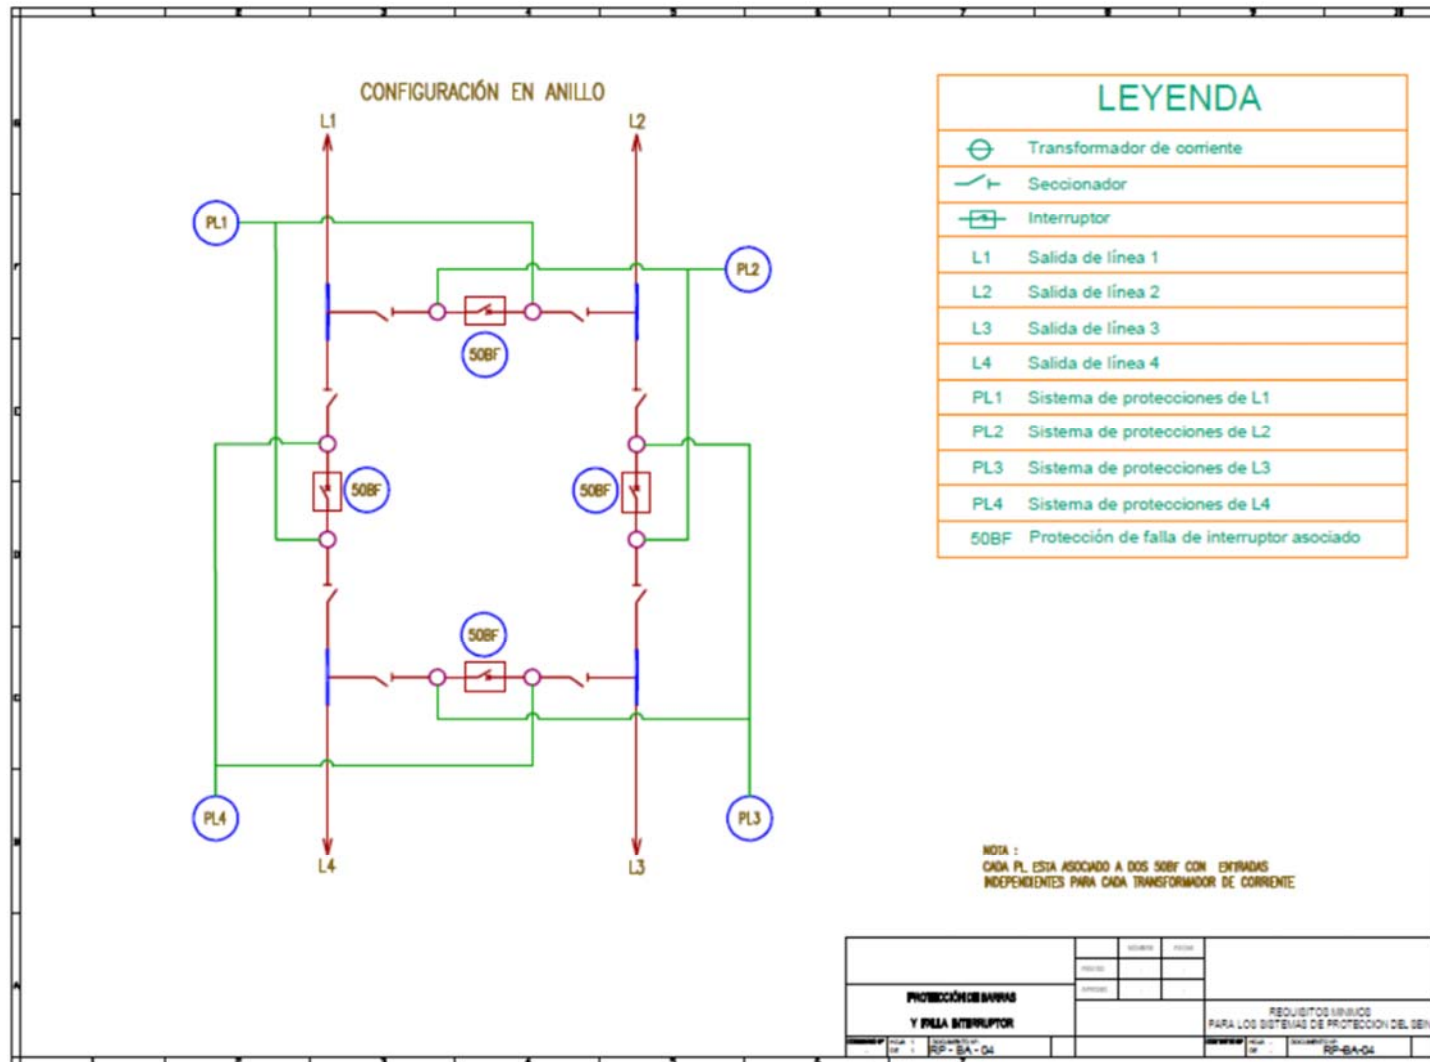 CONFIGURACIÓN EN ANILLO
L1
L2
PL1
PL2
50BF
50BF
50BF
50BF
PL4
PL3
L4
L3
LEYENDA
Transformador de corriente
Seccionador
Interruptor
L1 Salida de línea 1
L2 Salida de línea 2
L3 Salida de línea 3
L4 Salida de línea 4
PL1 Sistema de protecciones de L1
PL2 Sistema de protecciones de L2
PL3 Sistema de protecciones de L3
PL4 Sistema de protecciones de L4
50BF Protección de falla de interruptor asociado
NOTA :
CADA PL ESTA ASOCIADO A DOS 50BF CON ENTRADAS
INDEPENDIENTES PARA CADA TRANSFORMADOR DE CORRIENTE
PROTECCIÓN DE BARRAS
Y FALLA INTERRUPTOR
RP - BA - 04
REQUISITOS MINIMOS
PARA LOS SISTEMAS DE PROTECCION DEL SEIN
RP-BA-04